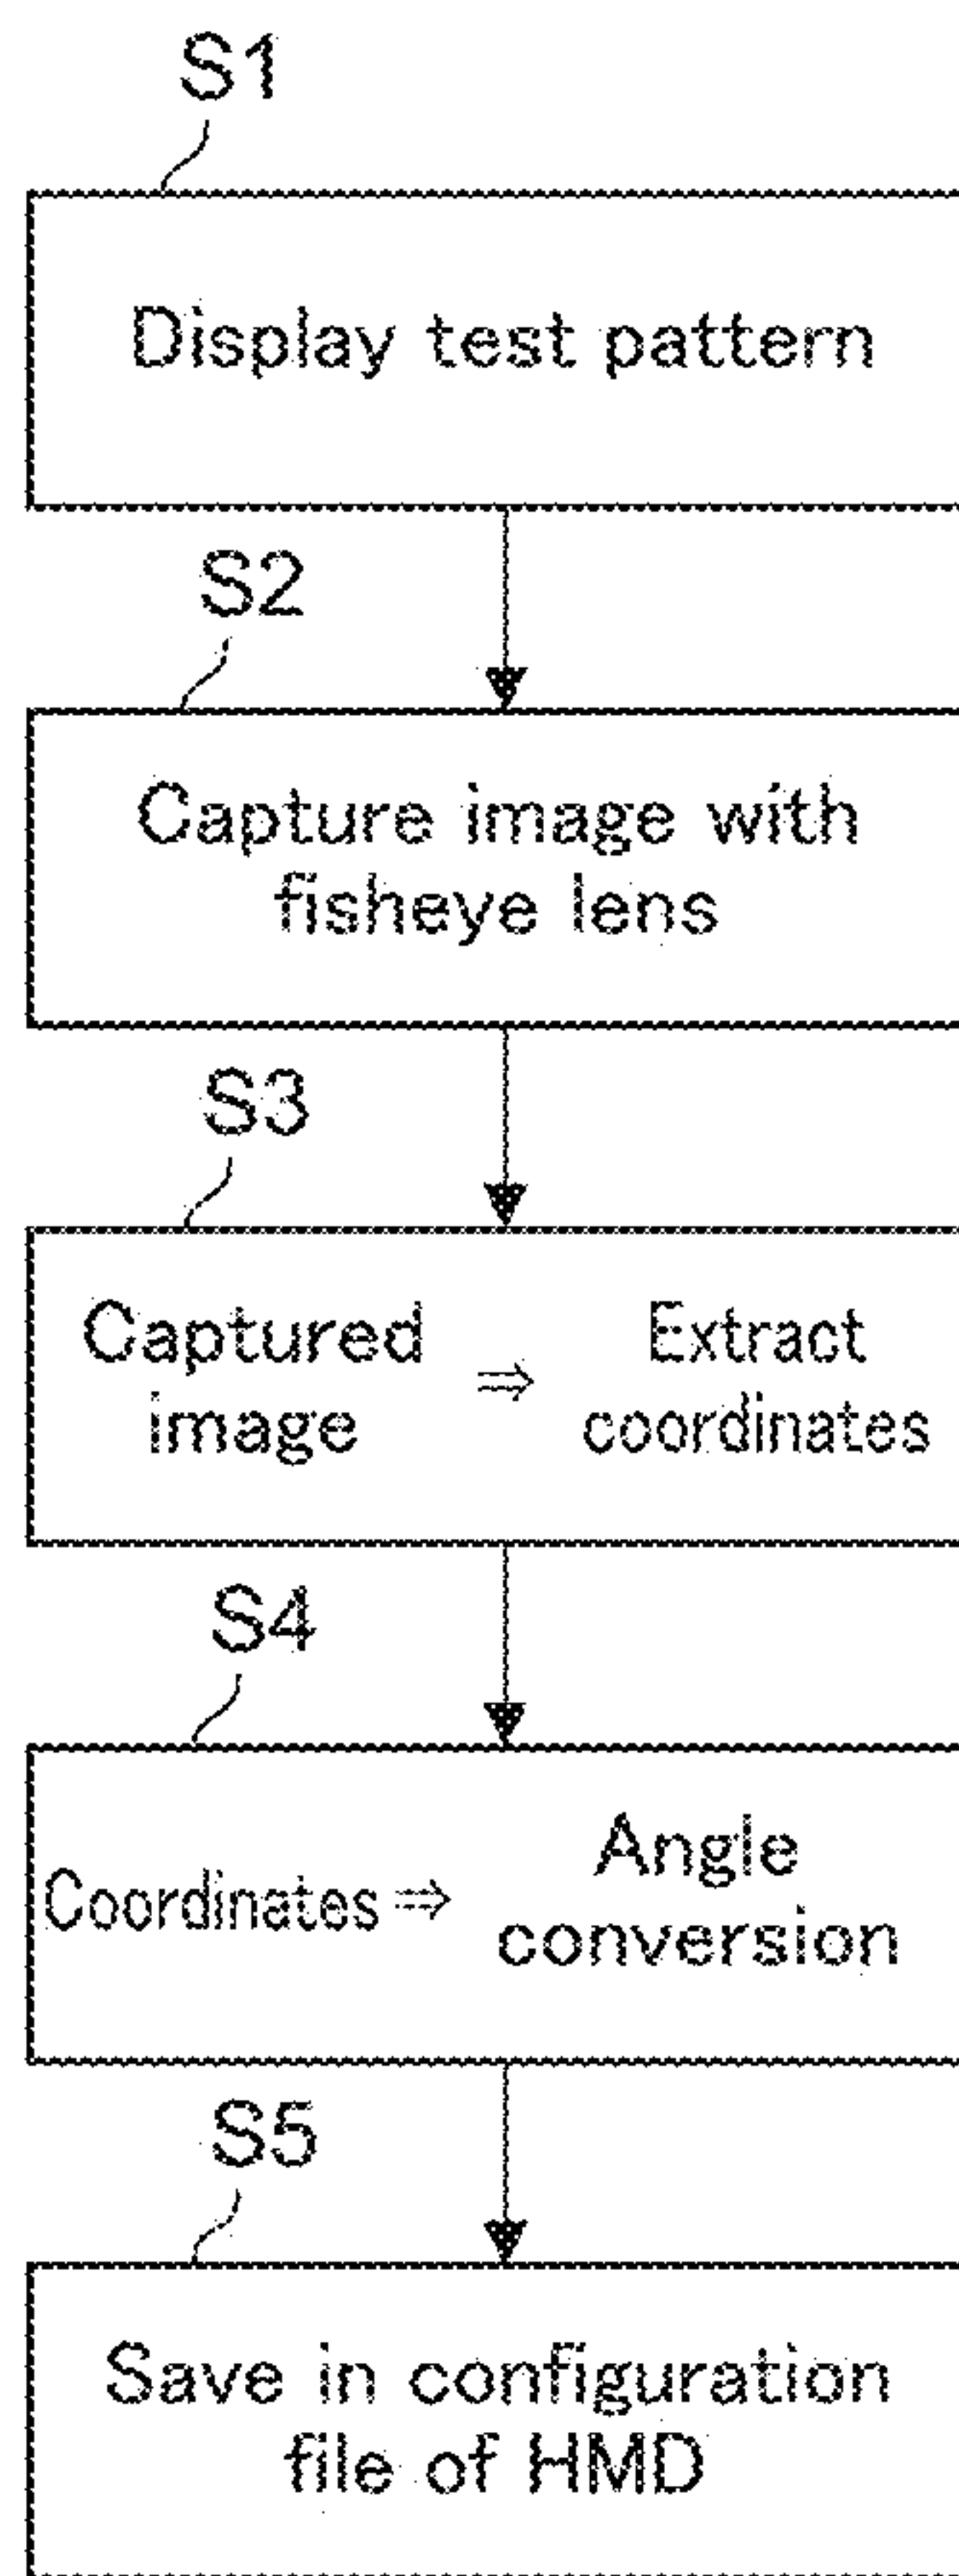 S1
Display test pattern
S2
Capture image with
fisheye lens
S3
Captured
image
⇒
Extract
coordinates
S4
Coordinates ⇒
Angle
conversion
S5
Save in configuration
file of HMD